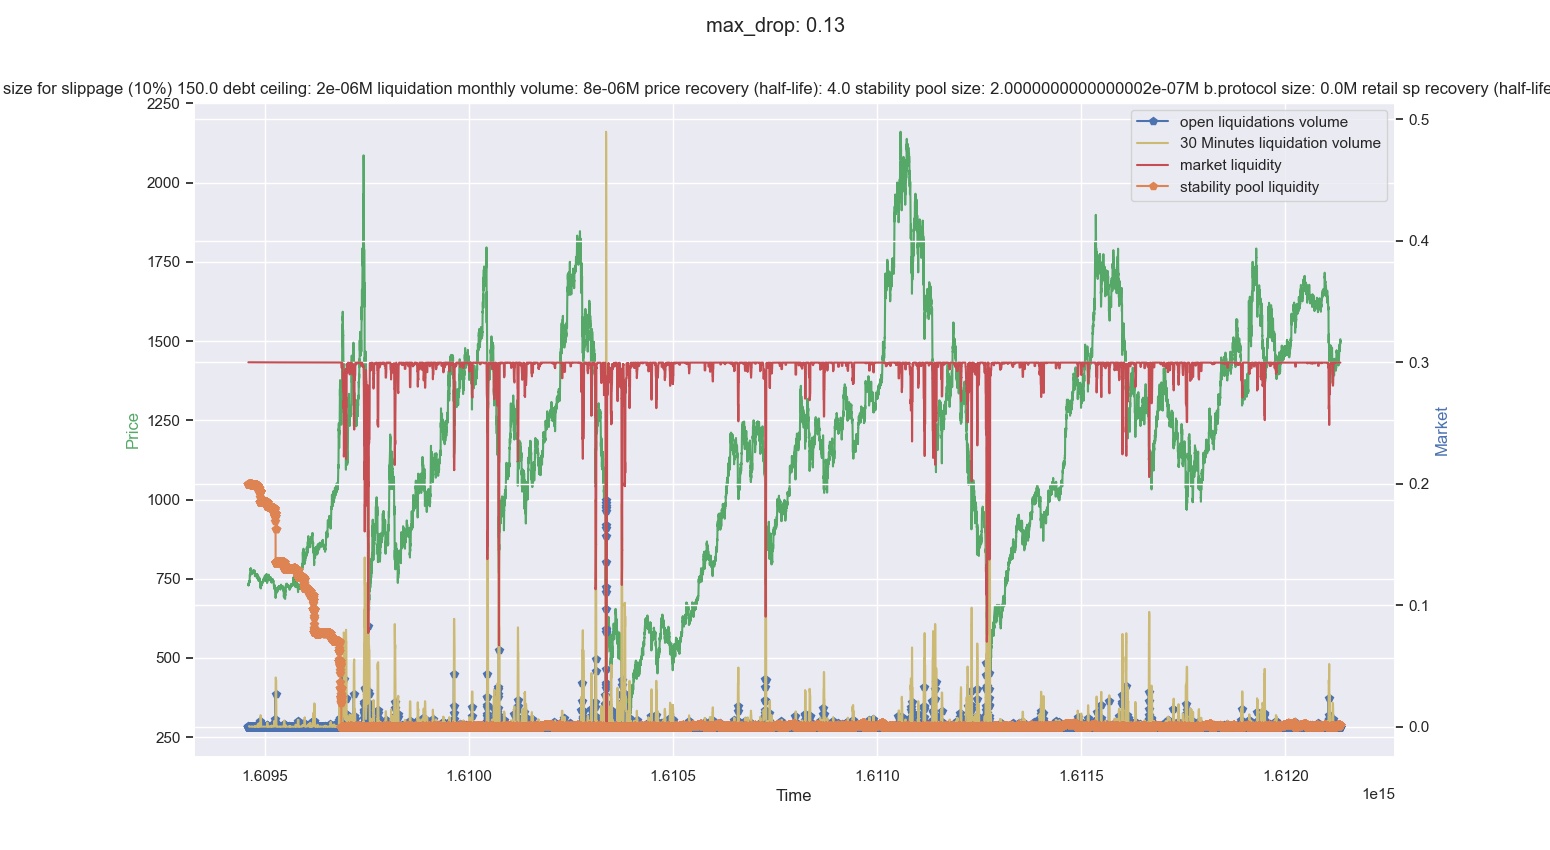 max_drop: 0.13
size for slippage (10%) 150.0 debt ceiling: 2e-06M liquidation monthly volume: 8e-06M price recovery (half-life): 4.0 stability pool size: 2.0000000000000002e-07M b.protocol size: 0.0M retail sp recovery (half-life
2250
2000
1750
1500
1250
1000
750
500
250
Price
open liquidations volume
30 Minutes liquidation volume
market liquidity
stability pool liquidity
0.5
0.4
0.3
0.2
0.1
0.0
Market
1.6095 1.6100 1.6105 1.6110 1.6115 1.6120
Time
1e15